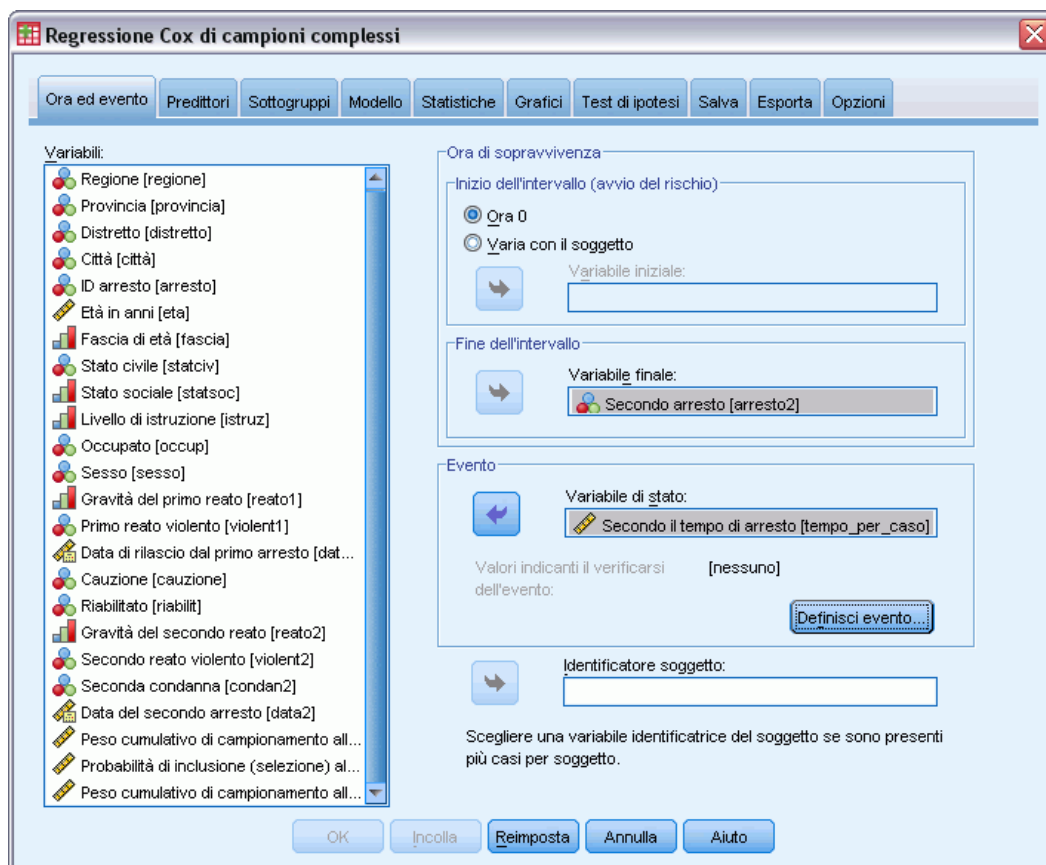 Regressione Cox di campioni complessi
Ora ed evento
Predittori
Sottogruppi
Modello
Statistiche
Grafici
Test di ipotesi
Salva
Esporta
Opzioni
Variabili:
Regione [regione]
Provincia [provincia]
Distretto [distretto]
Città [città]
ID arresto [arresto]
Età in anni [eta]
Fascia di età [fascia]
Stato civile [statciv]
Stato sociale [statsoc]
Livello di istruzione [istruz]
Occupato [occup]
Sesso [sesso]
Gravità del primo reato [reato1]
Primo reato violento [violent1]
Data di rilascio dal primo arresto [dat...
Cauzione [cauzione]
Riabilitato [riabilit]
Gravità del secondo reato [reato2]
Secondo reato violento [violent2]
Seconda condanna [condan2]
Data del secondo arresto [data2]
Peso cumulativo di campionamento all...
Probabilità di inclusione (selezione) al...
Peso cumulativo di campionamento all...
Ora di sopravvivenza
Inizio dell'intervallo (avvio del rischio)
Ora 0
Varia con il soggetto
Variabile iniziale:
Fine dell'intervallo
Variabile finale:
Secondo arresto [arresto2]
Evento
Variabile di stato:
Secondo il tempo di arresto [tempo_per_caso]
Valori indicanti il verificarsi [nessuno]
dell'evento:
Definisci evento...
Identificatore soggetto:
Scegliere una variabile identificatrice del soggetto se sono presenti
più casi per soggetto.
OK
Incolla
Reimposta
Annulla
Aiuto